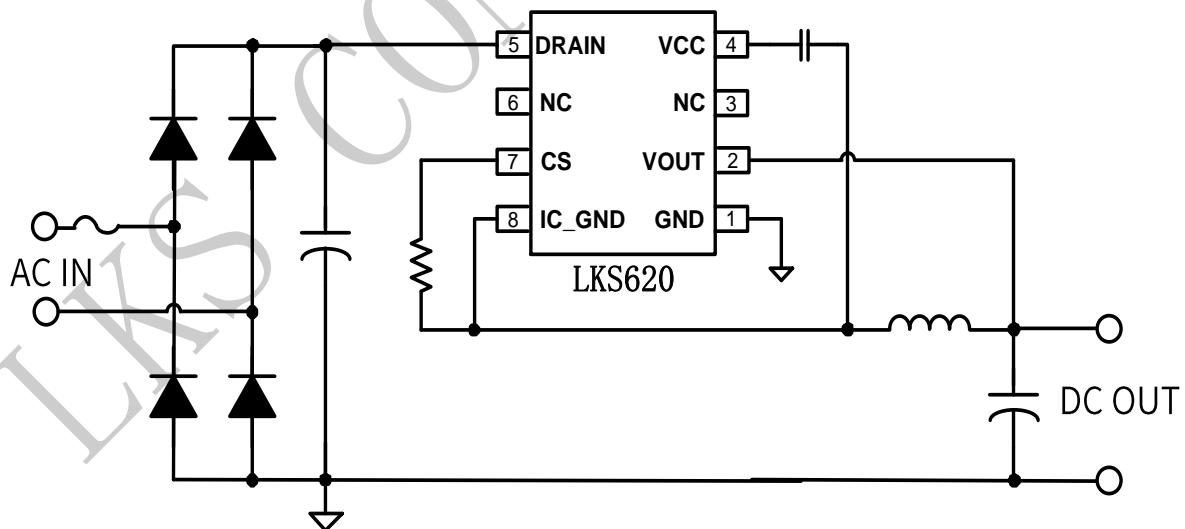 5 DRAIN VCC 4
6 NC NC 3
7 CS VOUT 2
8 IC_GND GND 1
LKS620
AC IN
DC OUT
LKS